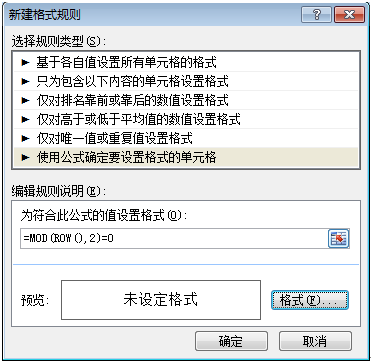 新建格式规则
选择规则类型(S):
► 基于各自值设置所有单元格的格式
► 只为包含以下内容的单元格设置格式
► 仅对排名靠前或靠后的数值设置格式
► 仅对高于或低于平均值的数值设置格式
► 仅对唯一值或重复值设置格式
► 使用公式确定要设置格式的单元格
编辑规则说明(E):
为符合此公式的值设置格式(O):
=MOD(ROW(),2)=0
预览: 未设定格式 格式(F)...
确定 取消